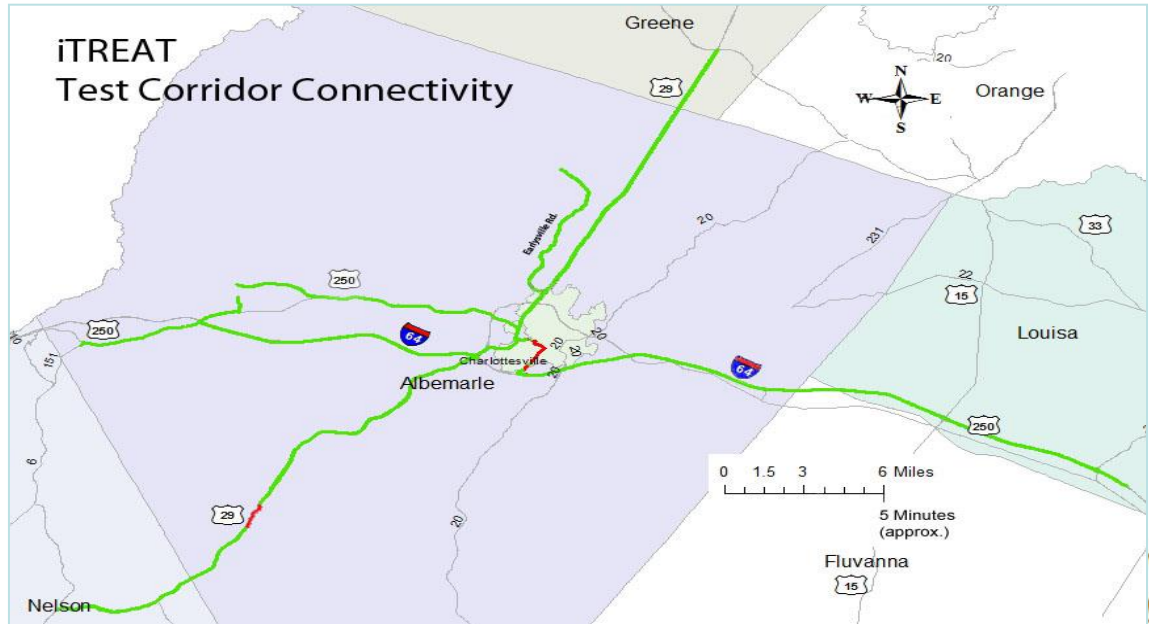 iTREAT
Test Corridor Connectivity
Greene
29
20
Orange
N
W E
S
33
20
231
22
15
Louisa
Earlysville Rd.
250
250
151
64
20
20
20
Charlottesville
20
64
Albemarle
250
6
29
20
0 1.5 3 6 Miles
5 Minutes
(approx.)
Fluvanna
15
Nelson